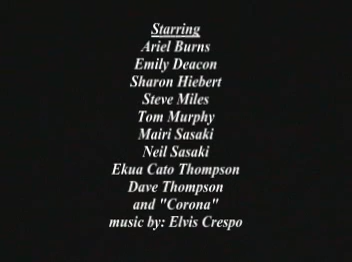 Starring
Ariel Burns
Emily Deacon
Sharon Hiebert
Steve Miles
Tom Murphy
Mairi Sasaki
Neil Sasaki
Ekua Cato Thompson
Dave Thompson
and "Corona"
music by: Elvis Crespo